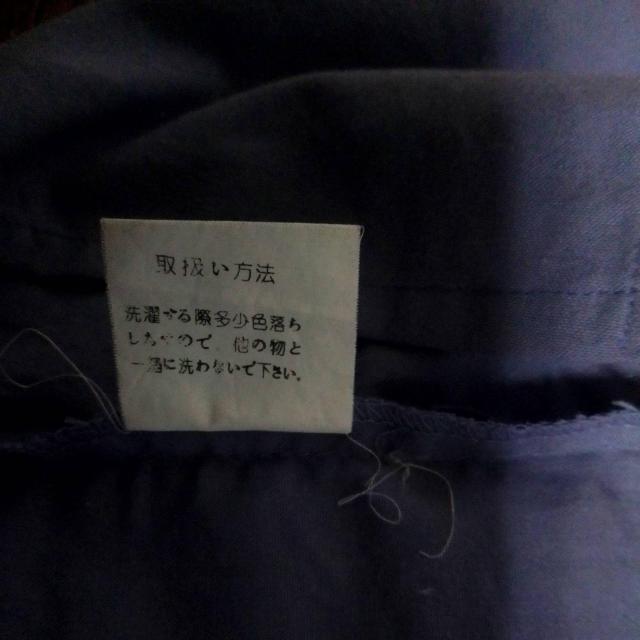 取扱い方法
洗濯する際多少色落ち
しますので 他の物と
一緒に洗わないで下さい。